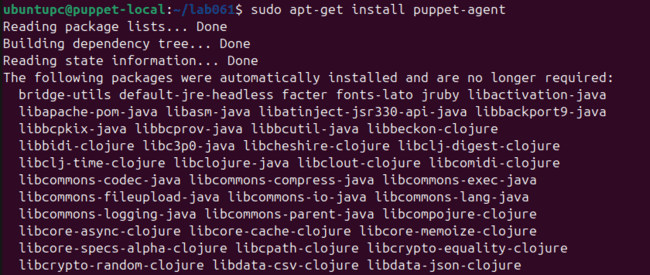 ubuntupc@puppet-local:~/lab061$ sudo apt-get install puppet-agent
Reading package lists... Done
Building dependency tree... Done
Reading state information... Done
The following packages were automatically installed and are no longer required:
  bridge-utils default-jre-headless facter fonts-lato jruby libactivation-java
  libapache-pom-java libasm-java libatinject-jsr330-api-java libbackport9-java
  libbcpkix-java libbcprov-java libbcutil-java libbeckon-clojure
  libbidi-clojure libc3p0-java libcheshire-clojure libclj-digest-clojure
  libclj-time-clojure libclojure-java libclout-clojure libcomidi-clojure
  libcommons-codec-java libcommons-compress-java libcommons-exec-java
  libcommons-fileupload-java libcommons-io-java libcommons-lang-java
  libcommons-logging-java libcommons-parent-java libcompojure-clojure
  libcore-async-clojure libcore-cache-clojure libcore-memoize-clojure
  libcore-specs-alpha-clojure libcpath-clojure libcrypto-equality-clojure
  libcrypto-random-clojure libdata-csv-clojure libdata-json-clojure